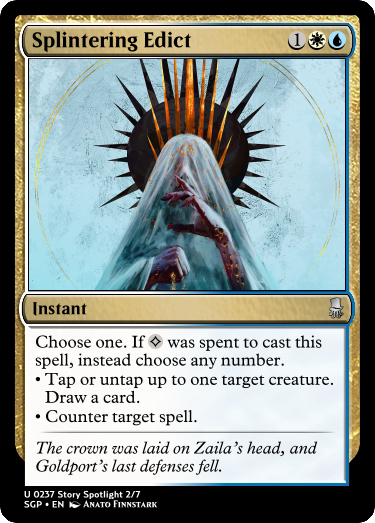 Splintering Edict 1
Instant
Choose one. If C was spent to cast this
spell, instead choose any number.
• Tap or untap up to one target creature.
Draw a card.
• Counter target spell.
The crown was laid on Zaila's head, and
Goldport's last defenses fell.
U 0237 Story Spotlight 2/7
SGP • EN Anato Finnstark